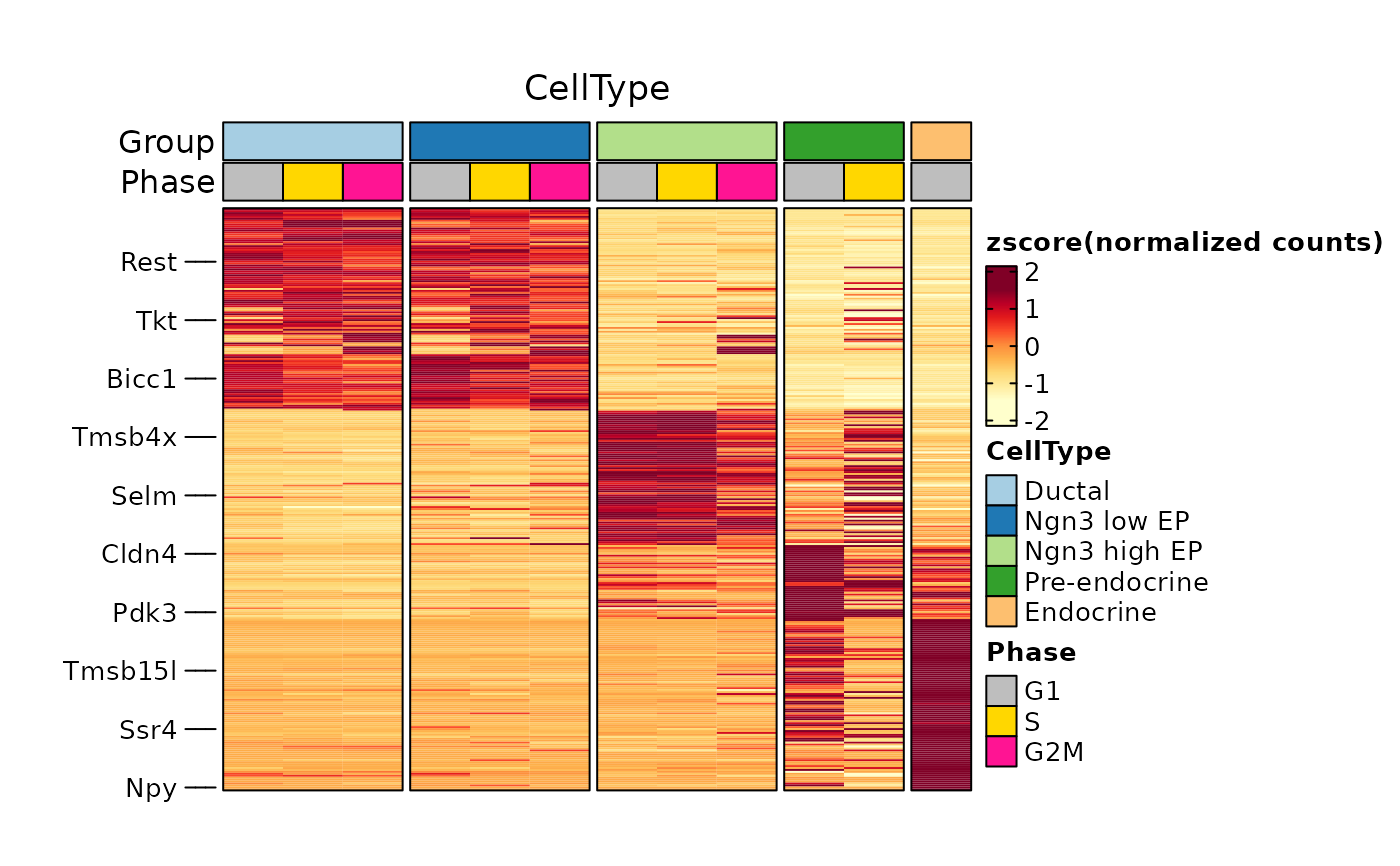 CellType
Group
Phase
Rest
Tkt
Bicc1
Tmsb4x
Selm
Cldn4
Pdk3
Tmsb15l
Ssr4
Npy
zscore(normalized counts)
2
1
0
-1
-2
CellType
Ductal
Ngn3 low EP
Ngn3 high EP
Pre-endocrine
Endocrine
Phase
G1
S
G2M